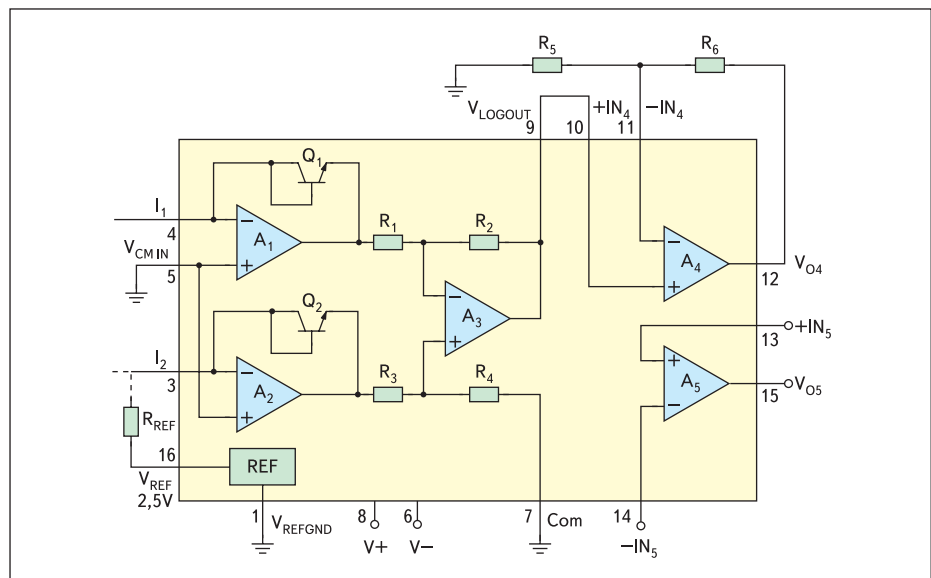 R5 R6
VLOGOUT +IN4 -IN4
9 10 11
Q1
I1
4
R1 R2
A1
− +
VCMIN
5
A4
− +
12 VO4
Q2
A3
− +
13 +IN5
I2
3
R3 R4
A2
− +
A5
+ −
15 VO5
RREF
16
REF
VREF
2,5V
1 VREFGND
8 6
V+ V−
7 Com
14
-IN5